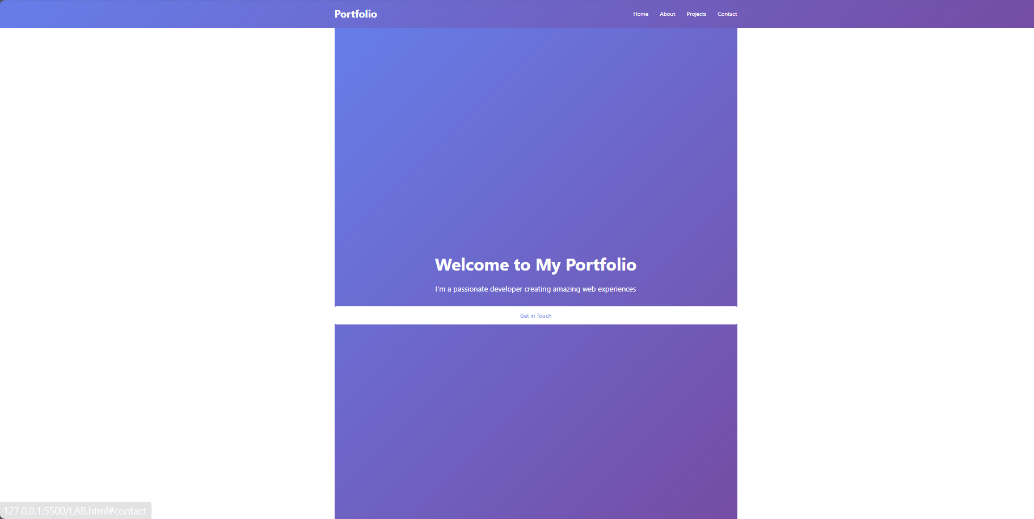 Portfolio
Home About Projects Contact
Welcome to My Portfolio
I'm a passionate developer creating amazing web experiences
Get in Touch
127.0.0.1:5500/LAB.html#contact